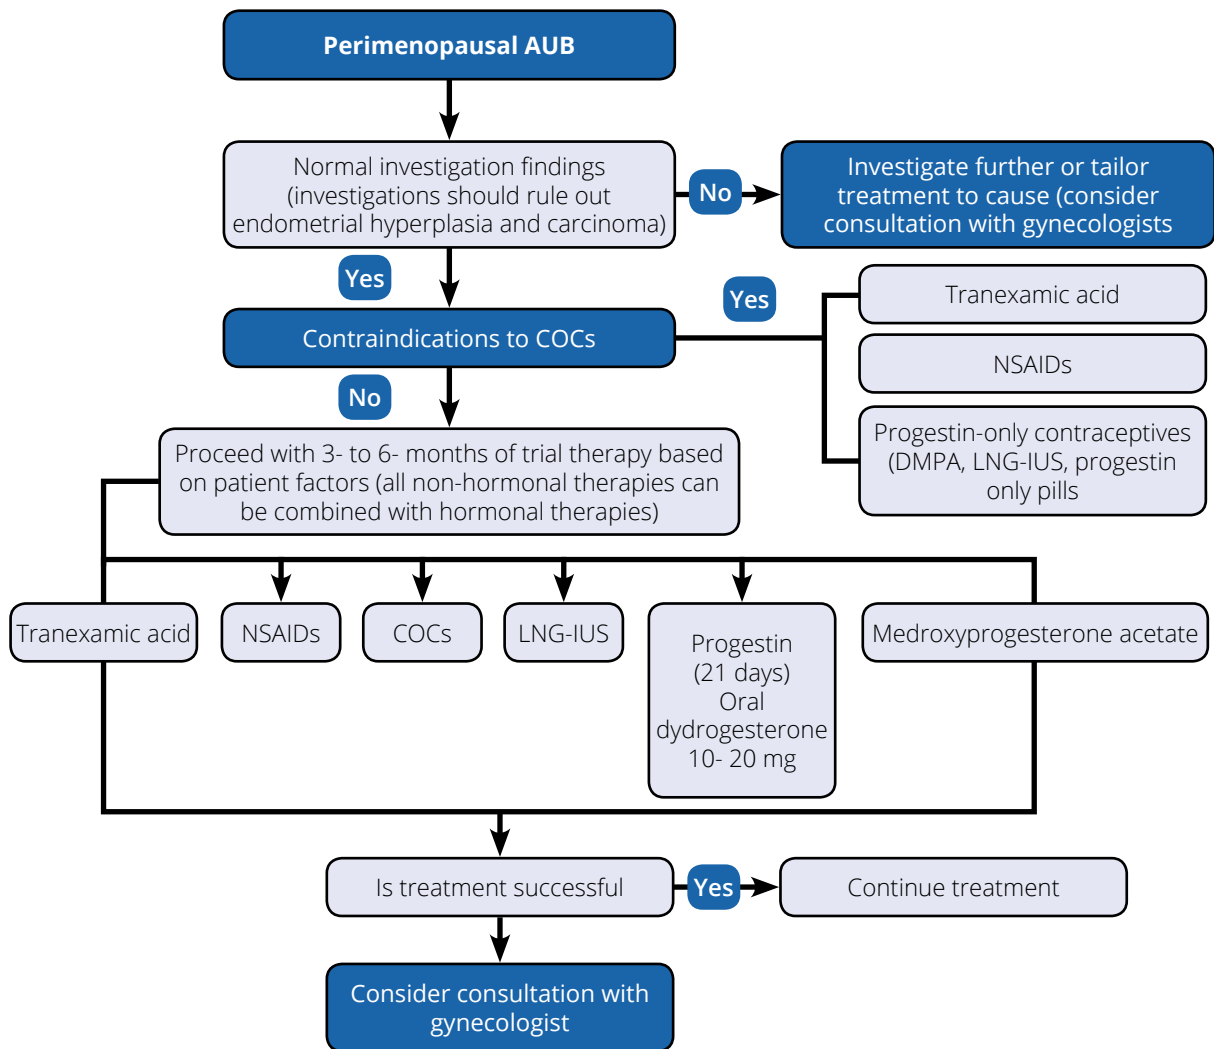 Perimenopausal AUB
Normal investigation findings
(investigations should rule out
endometrial hyperplasia and carcinoma)
No
Investigate further or tailor
treatment to cause (consider
consultation with gynecologists
Yes
Contraindications to COCs
Yes
Tranexamic acid
NSAIDs
Progestin-only contraceptives
(DMPA, LNG-IUS, progestin
only pills
No
Proceed with 3- to 6- months of trial therapy based
on patient factors (all non-hormonal therapies can
be combined with hormonal therapies)
Tranexamic acid
NSAIDs
COCs
LNG-IUS
Progestin
(21 days)
Oral
dydrogesterone
10- 20 mg
Medroxyprogesterone acetate
Is treatment successful
Yes
Continue treatment
Consider consultation with
gynecologist